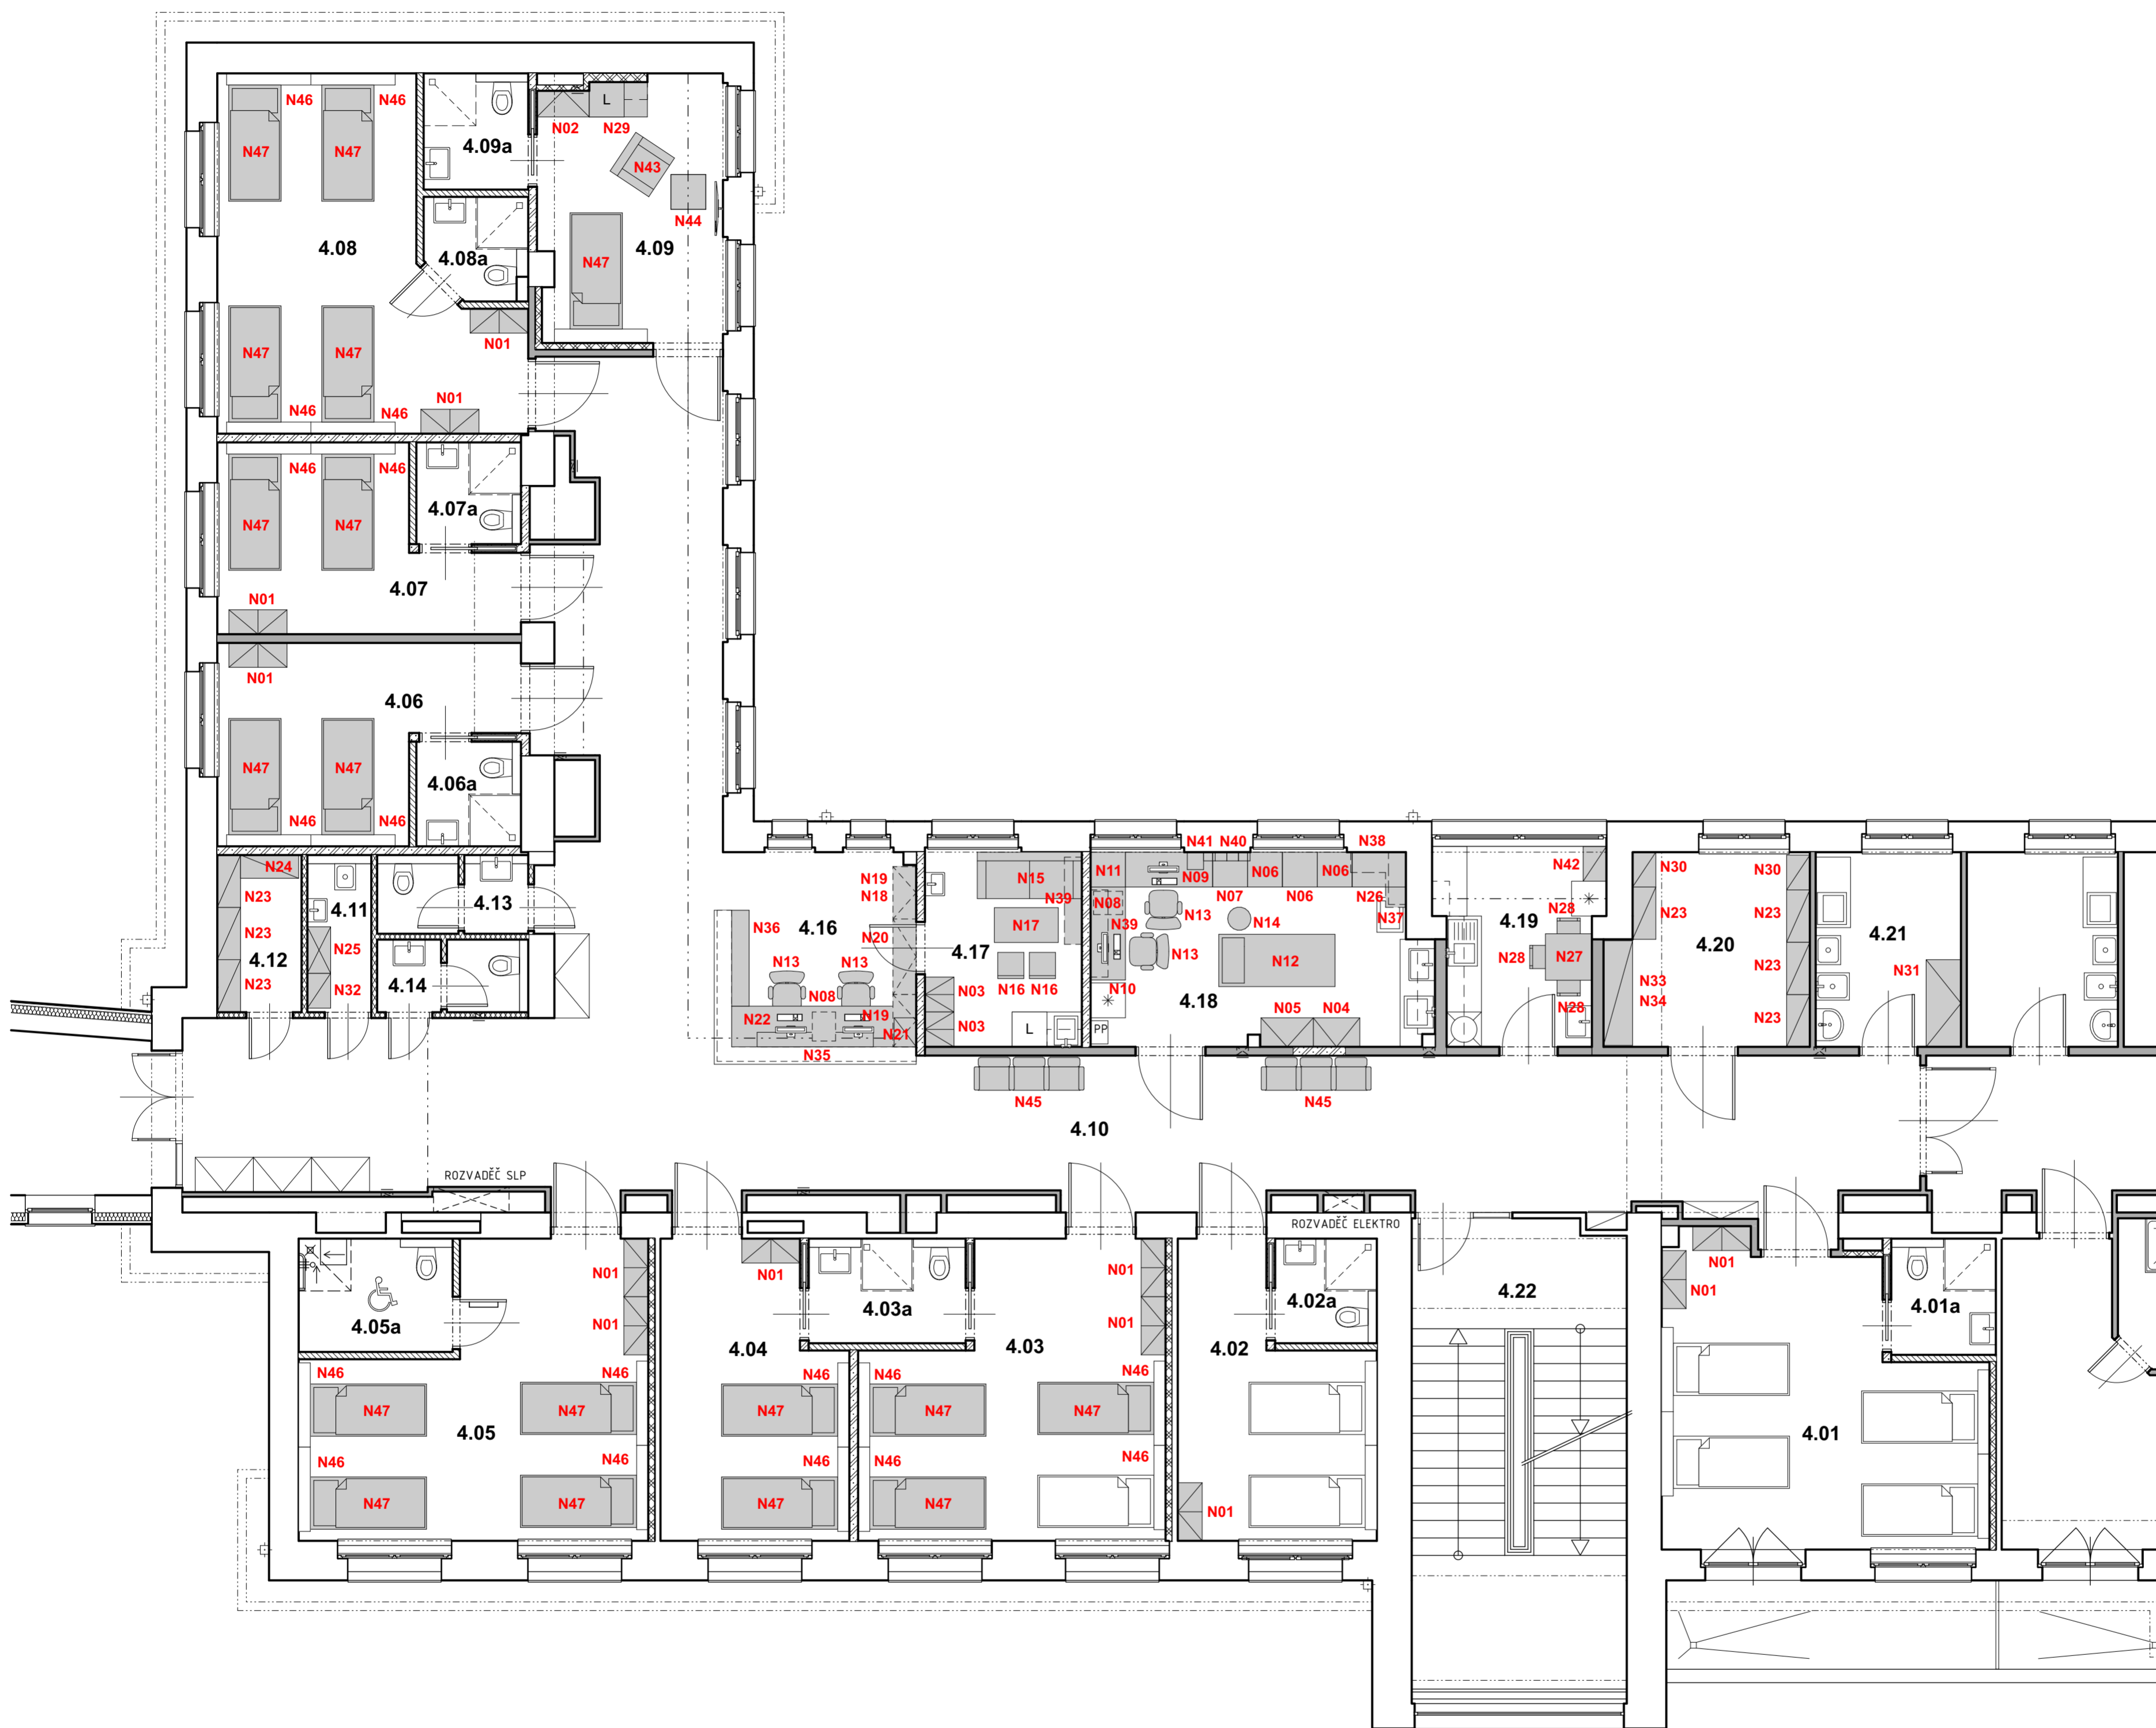 N46 N46 L
N02 N29
4.09a
N47 N47 N43
N44
4.08 4.08a 4.09
N47
N01
N47 N47
N01
N46 N46
N46 N46
4.07a
N47 N47
4.07
N01
N01
4.06
N47 N47 4.06a
N46 N46
N41 N40 N38
N24 N19 N15 N11 N09 N06 N06 N42 N30 N30
N23 N18 N39 N08 N07 N06 N26
4.11 4.13 N36 4.16 N17 N39 N13 N14 N37 N28 4.19 N23 N23
N23 N25 N20 4.17 N13 N12 N28 N27 4.20 4.21
4.12 N13 N13 N16 N16 N10 4.18 N33 N23 N31
N23 N32 4.14 N08 N03 N34
N22 N19 N03 N05 N04 N28 N23
N21 L PP
N35
N45 N45
4.10
ROZVADĚČ SLP
ROZVADĚČ ELEKTRO
N01 N01 N01 N01
4.22 N01
4.05a N01 4.03a N01 4.02a 4.01a
4.04 4.03 4.02
N46 N46 N46 N46 N46
N47 N47 N47 N47 N47
4.05 4.01
N46 N46 N46 N46 N46
N47 N47 N47 N47 N01